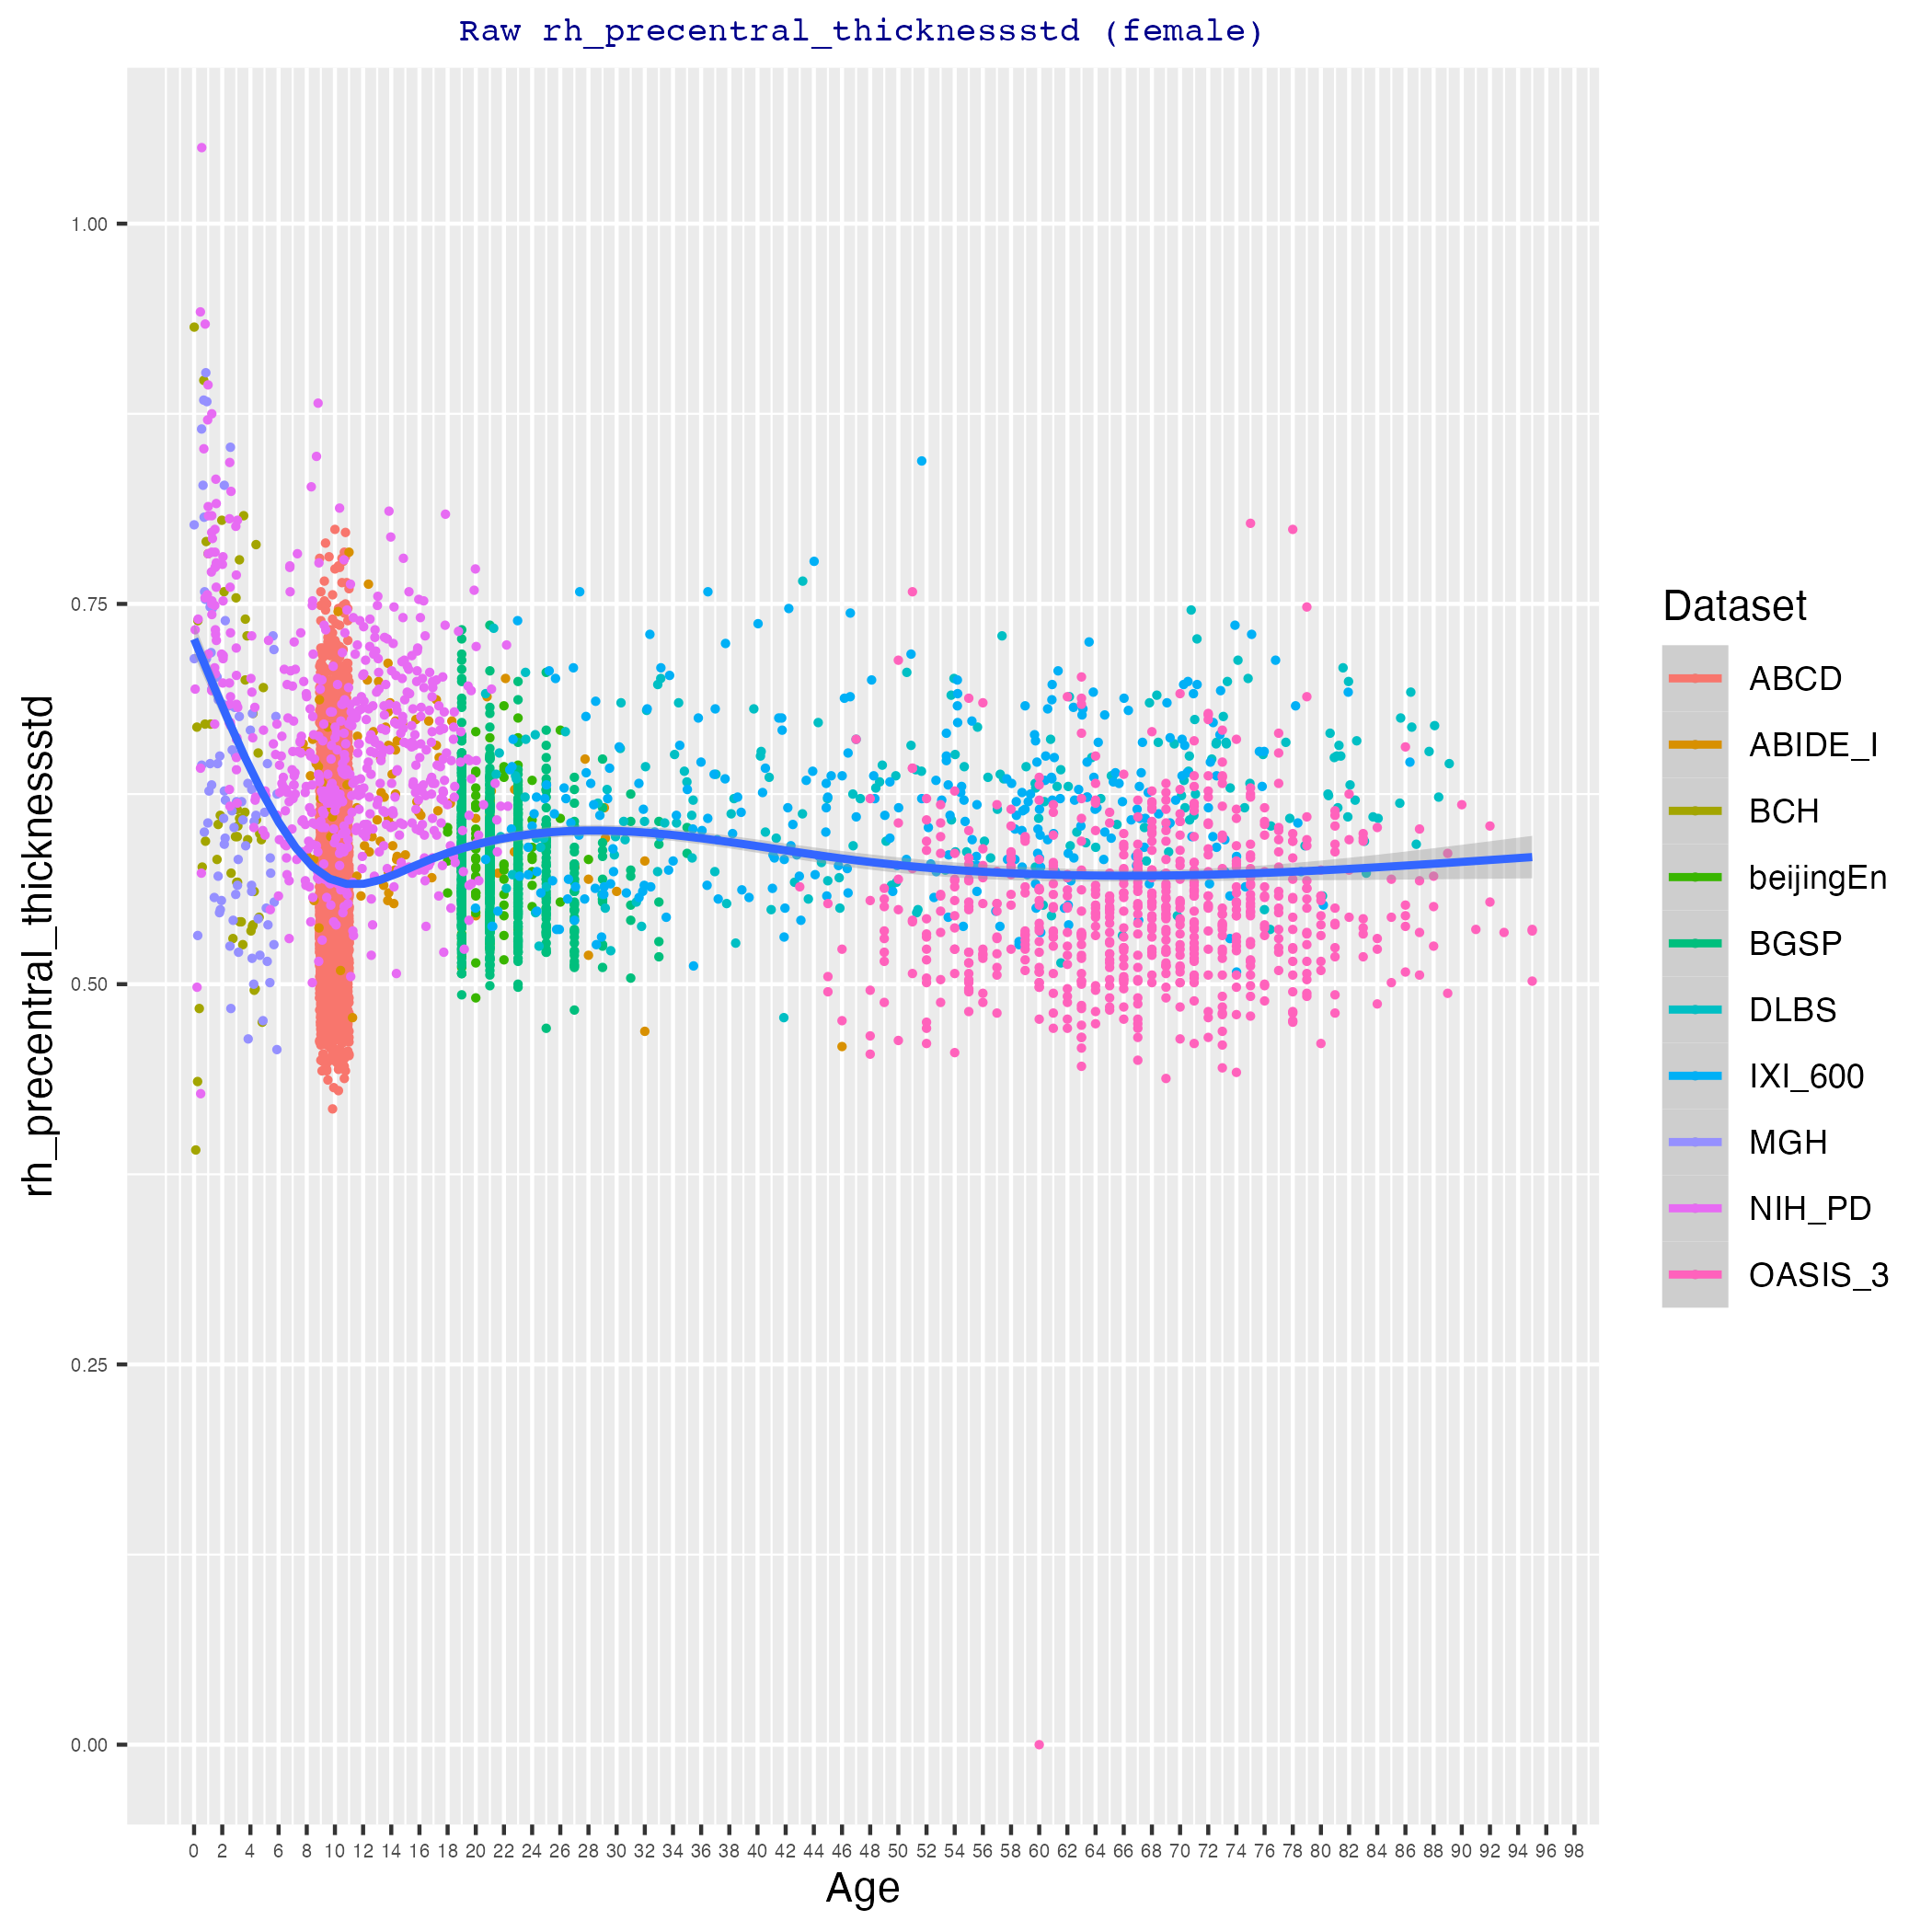 Raw rh_precentral_thicknessstd (female)
rh_precentral_thicknessstd
1.00
0.75
0.50
0.25
0.00
0 2 4 6 8 10 12 14 16 18 20 22 24 26 28 30 32 34 36 38 40 42 44 46 48 50 52 54 56 58 60 62 64 66 68 70 72 74 76 78 80 82 84 86 88 90 92 94 96 98
Age
Dataset
ABCD
ABIDE_I
BCH
beijingEn
BGSP
DLBS
IXI_600
MGH
NIH_PD
OASIS_3